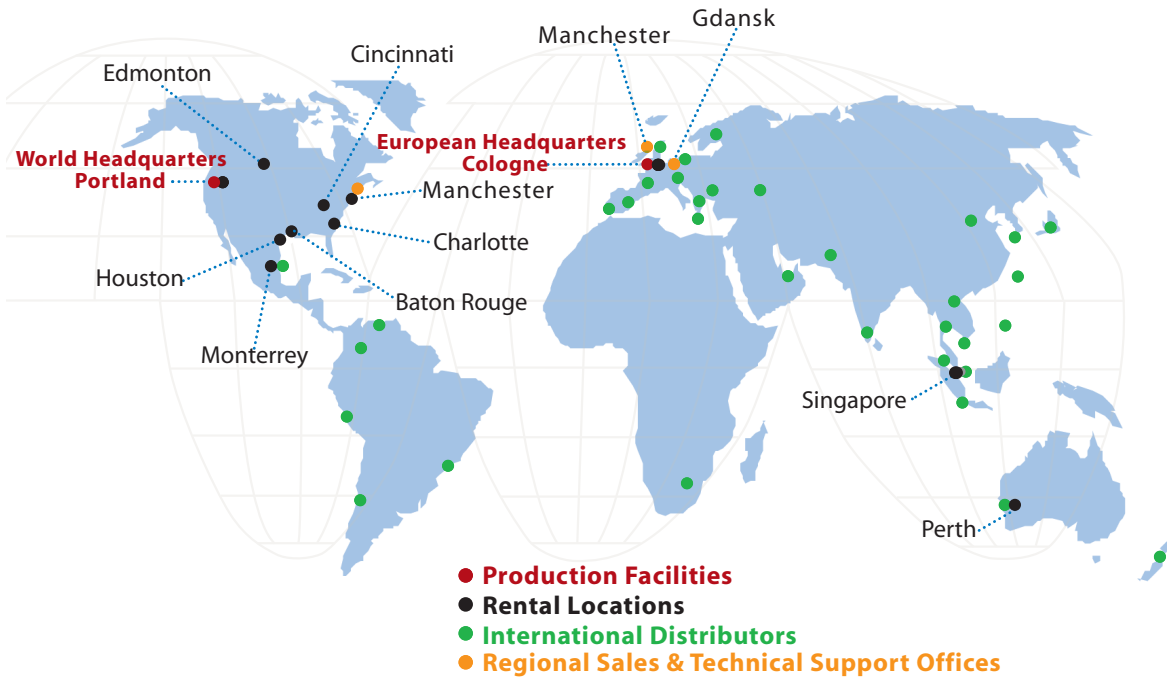 Gdansk
Manchester
Cincinnati
Edmonton
European Headquarters
Cologne
World Headquarters
Portland
Manchester
Charlotte
Houston
Baton Rouge
Monterrey
Singapore
Perth
Production Facilities
Rental Locations
International Distributors
Regional Sales & Technical Support Offices